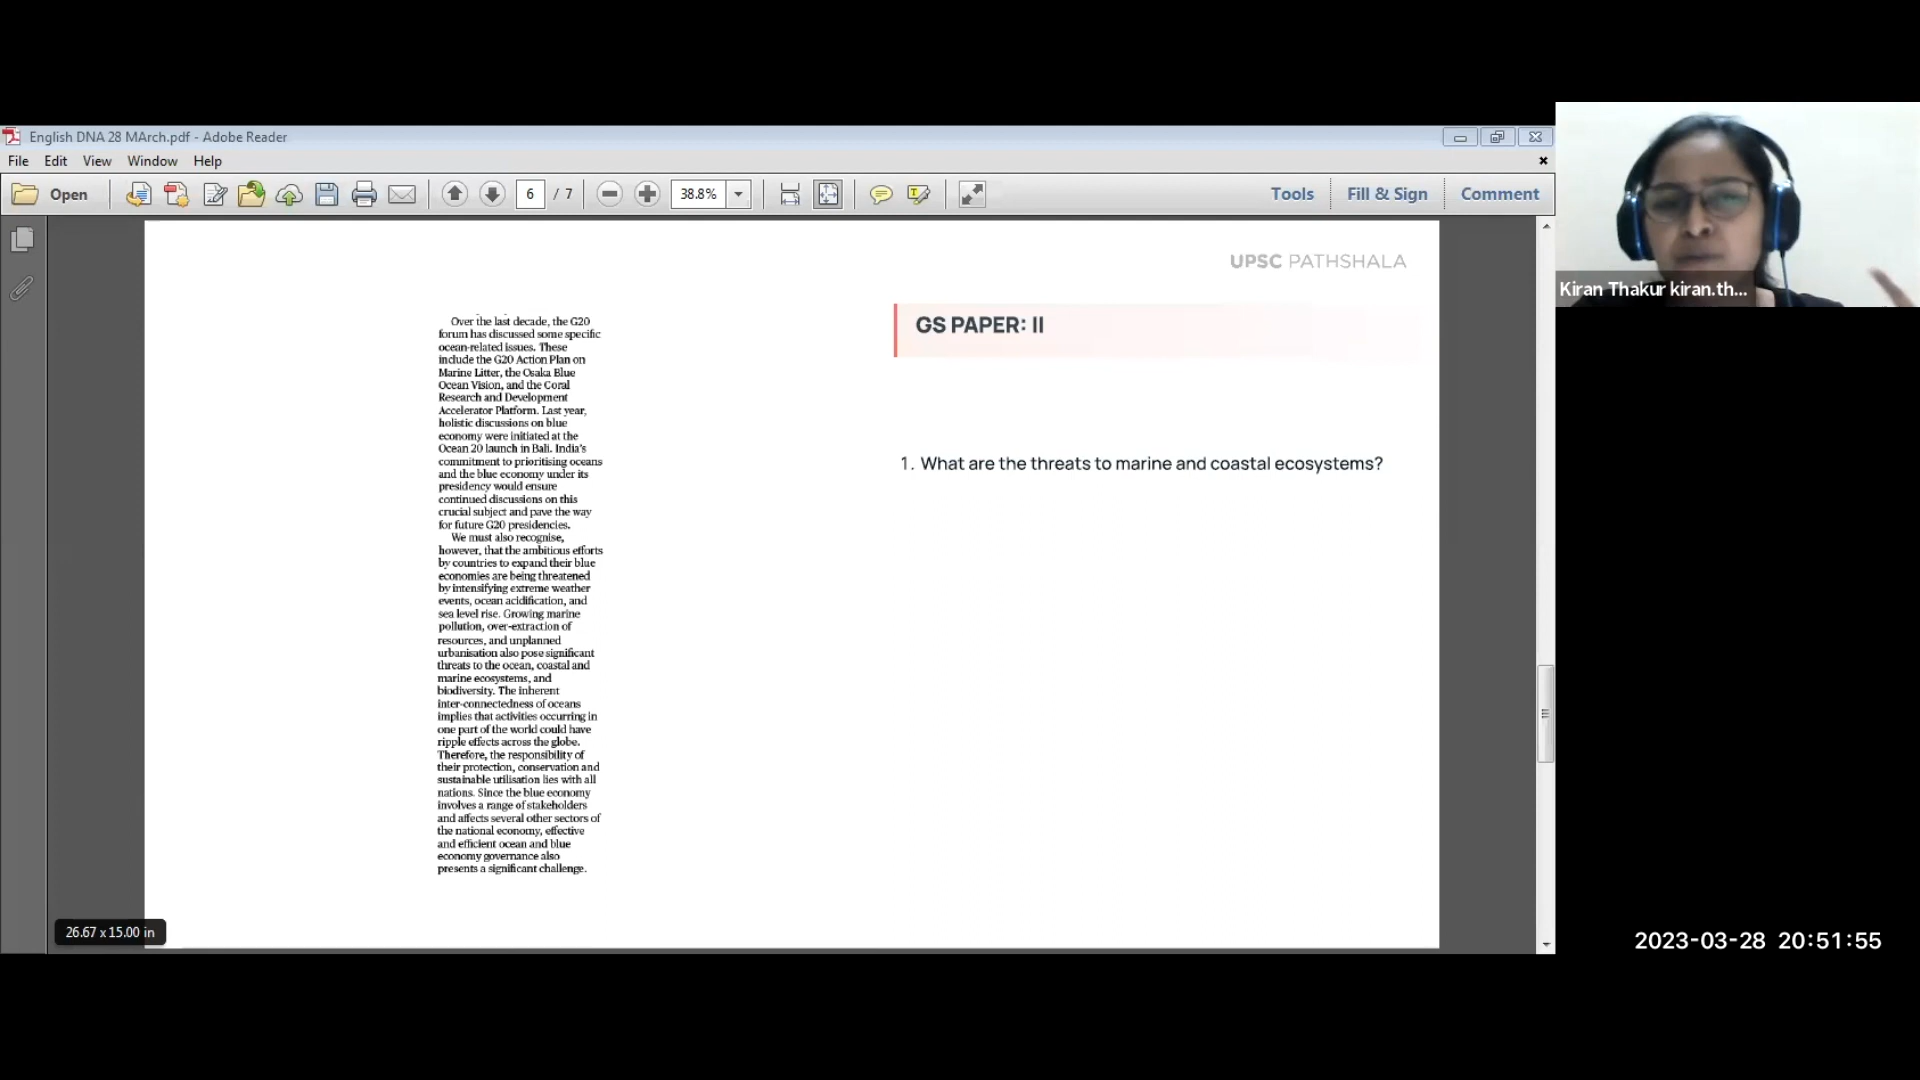 English DNA 28 MArch.pdf - Adobe Reader
File Edit View Window Help
Open 6 / 7 38.8% Tools Fill & Sign Comment
UPSC PATHSHALA
Over the last decade, the G20
forum has discussed some specific
ocean-related issues. These
include the G20 Action Plan on
Marine Litter, the Osaka Blue
Ocean Vision, and the Coral
Research and Development
Accelerator Platform. Last year,
holistic discussions on blue
economy were initiated at the
Ocean 20 launch in Bali. India's
commitment to prioritising oceans
and the blue economy under its
presidency would ensure
continued discussions on this
crucial subject and pave the way
for future G20 presidencies.
We must also recognise,
however, that the ambitious efforts
by countries to expand their blue
economies are being threatened
by intensifying extreme weather
events, ocean acidification, and
sea level rise. Growing marine
pollution, over-extraction of
resources, and unplanned
urbanisation also pose significant
threats to the ocean, coastal and
marine ecosystems, and
biodiversity. The inherent
inter-connectedness of oceans
implies that activities occurring in
one part of the world could have
ripple effects across the globe.
Therefore, the responsibility of
their protection, conservation and
sustainable utilisation lies with all
nations. Since the blue economy
involves a range of stakeholders
and affects several other sectors of
the national economy, effective
and efficient ocean and blue
economy governance also
presents a significant challenge.
GS PAPER: II
1. What are the threats to marine and coastal ecosystems?
26.67 x 15.00 in
Kiran Thakur kiran.th...
2023-03-28 20:51:55